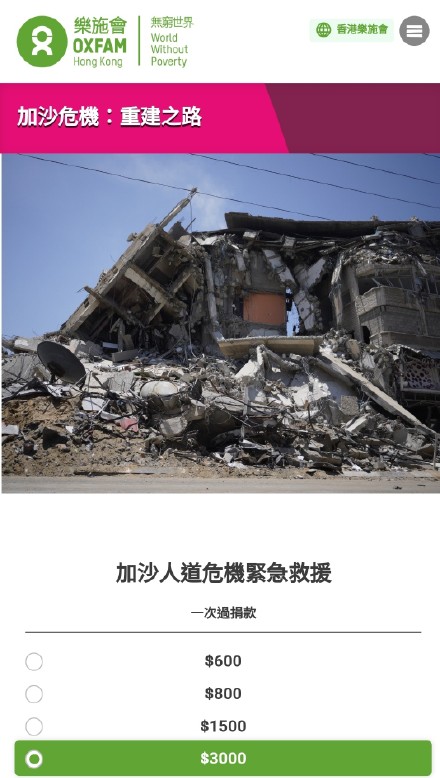 樂施會
OXFAM
Hong Kong
無窮世界
World
Without
Poverty
香港樂施會
加沙危機：重建之路
加沙人道危機緊急救援
一次過捐款
$600
$800
$1500
$3000